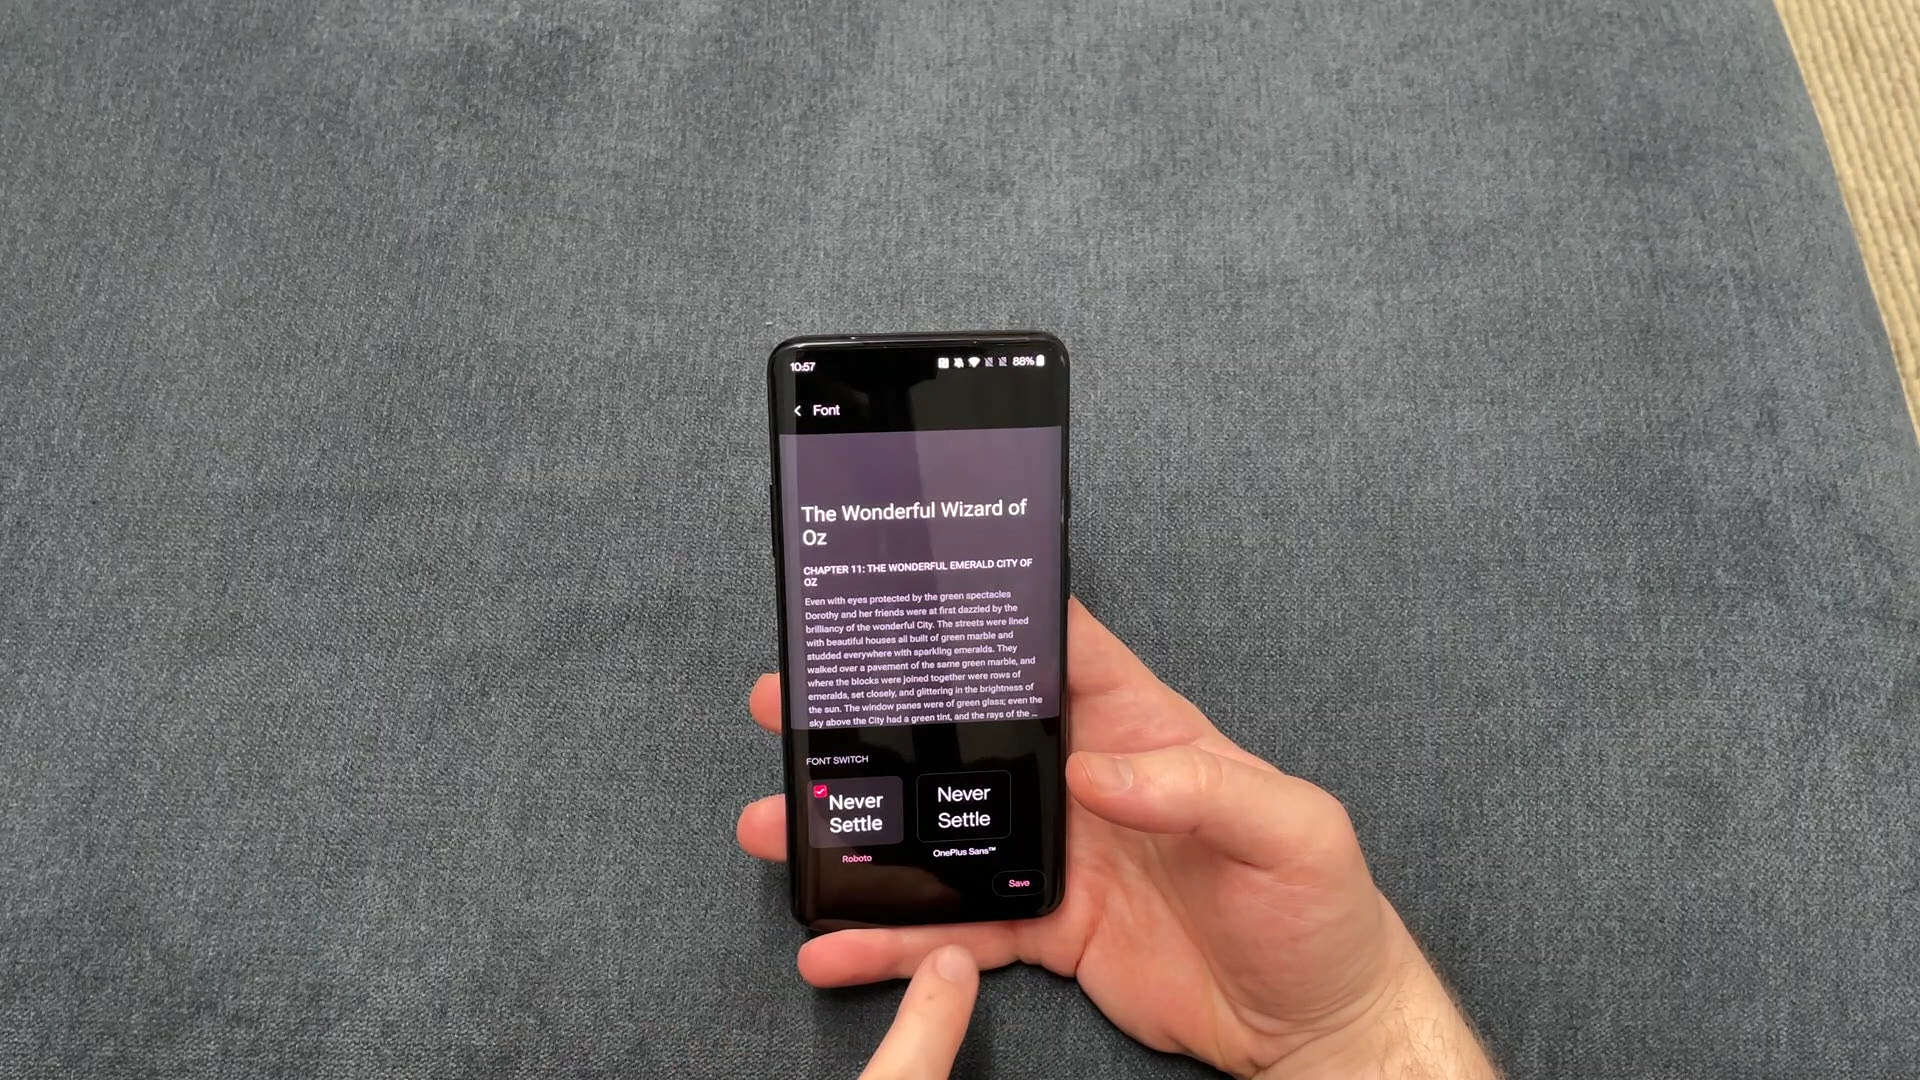 10:57
88%
Font
The Wonderful Wizard of
Oz
CHAPTER 11: THE WONDERFUL EMERALD CITY OF
OZ
Even with eyes protected by the green spectacles
Dorothy and her friends were at first dazzled by the
brilliancy of the wonderful City. The streets were lined
with beautiful houses all built of green marble and
studded everywhere with sparkling emeralds. They
walked over a pavement of the same green marble, and
where the blocks were joined together were rows of
emeralds, set closely, and glittering in the brightness of
the sun. The window panes were of green glass; even the
sky above the City had a green tint, and the rays of the ...
FONT SWITCH
Never
Settle
Roboto
Never
Settle
OnePlus Sans™
Save